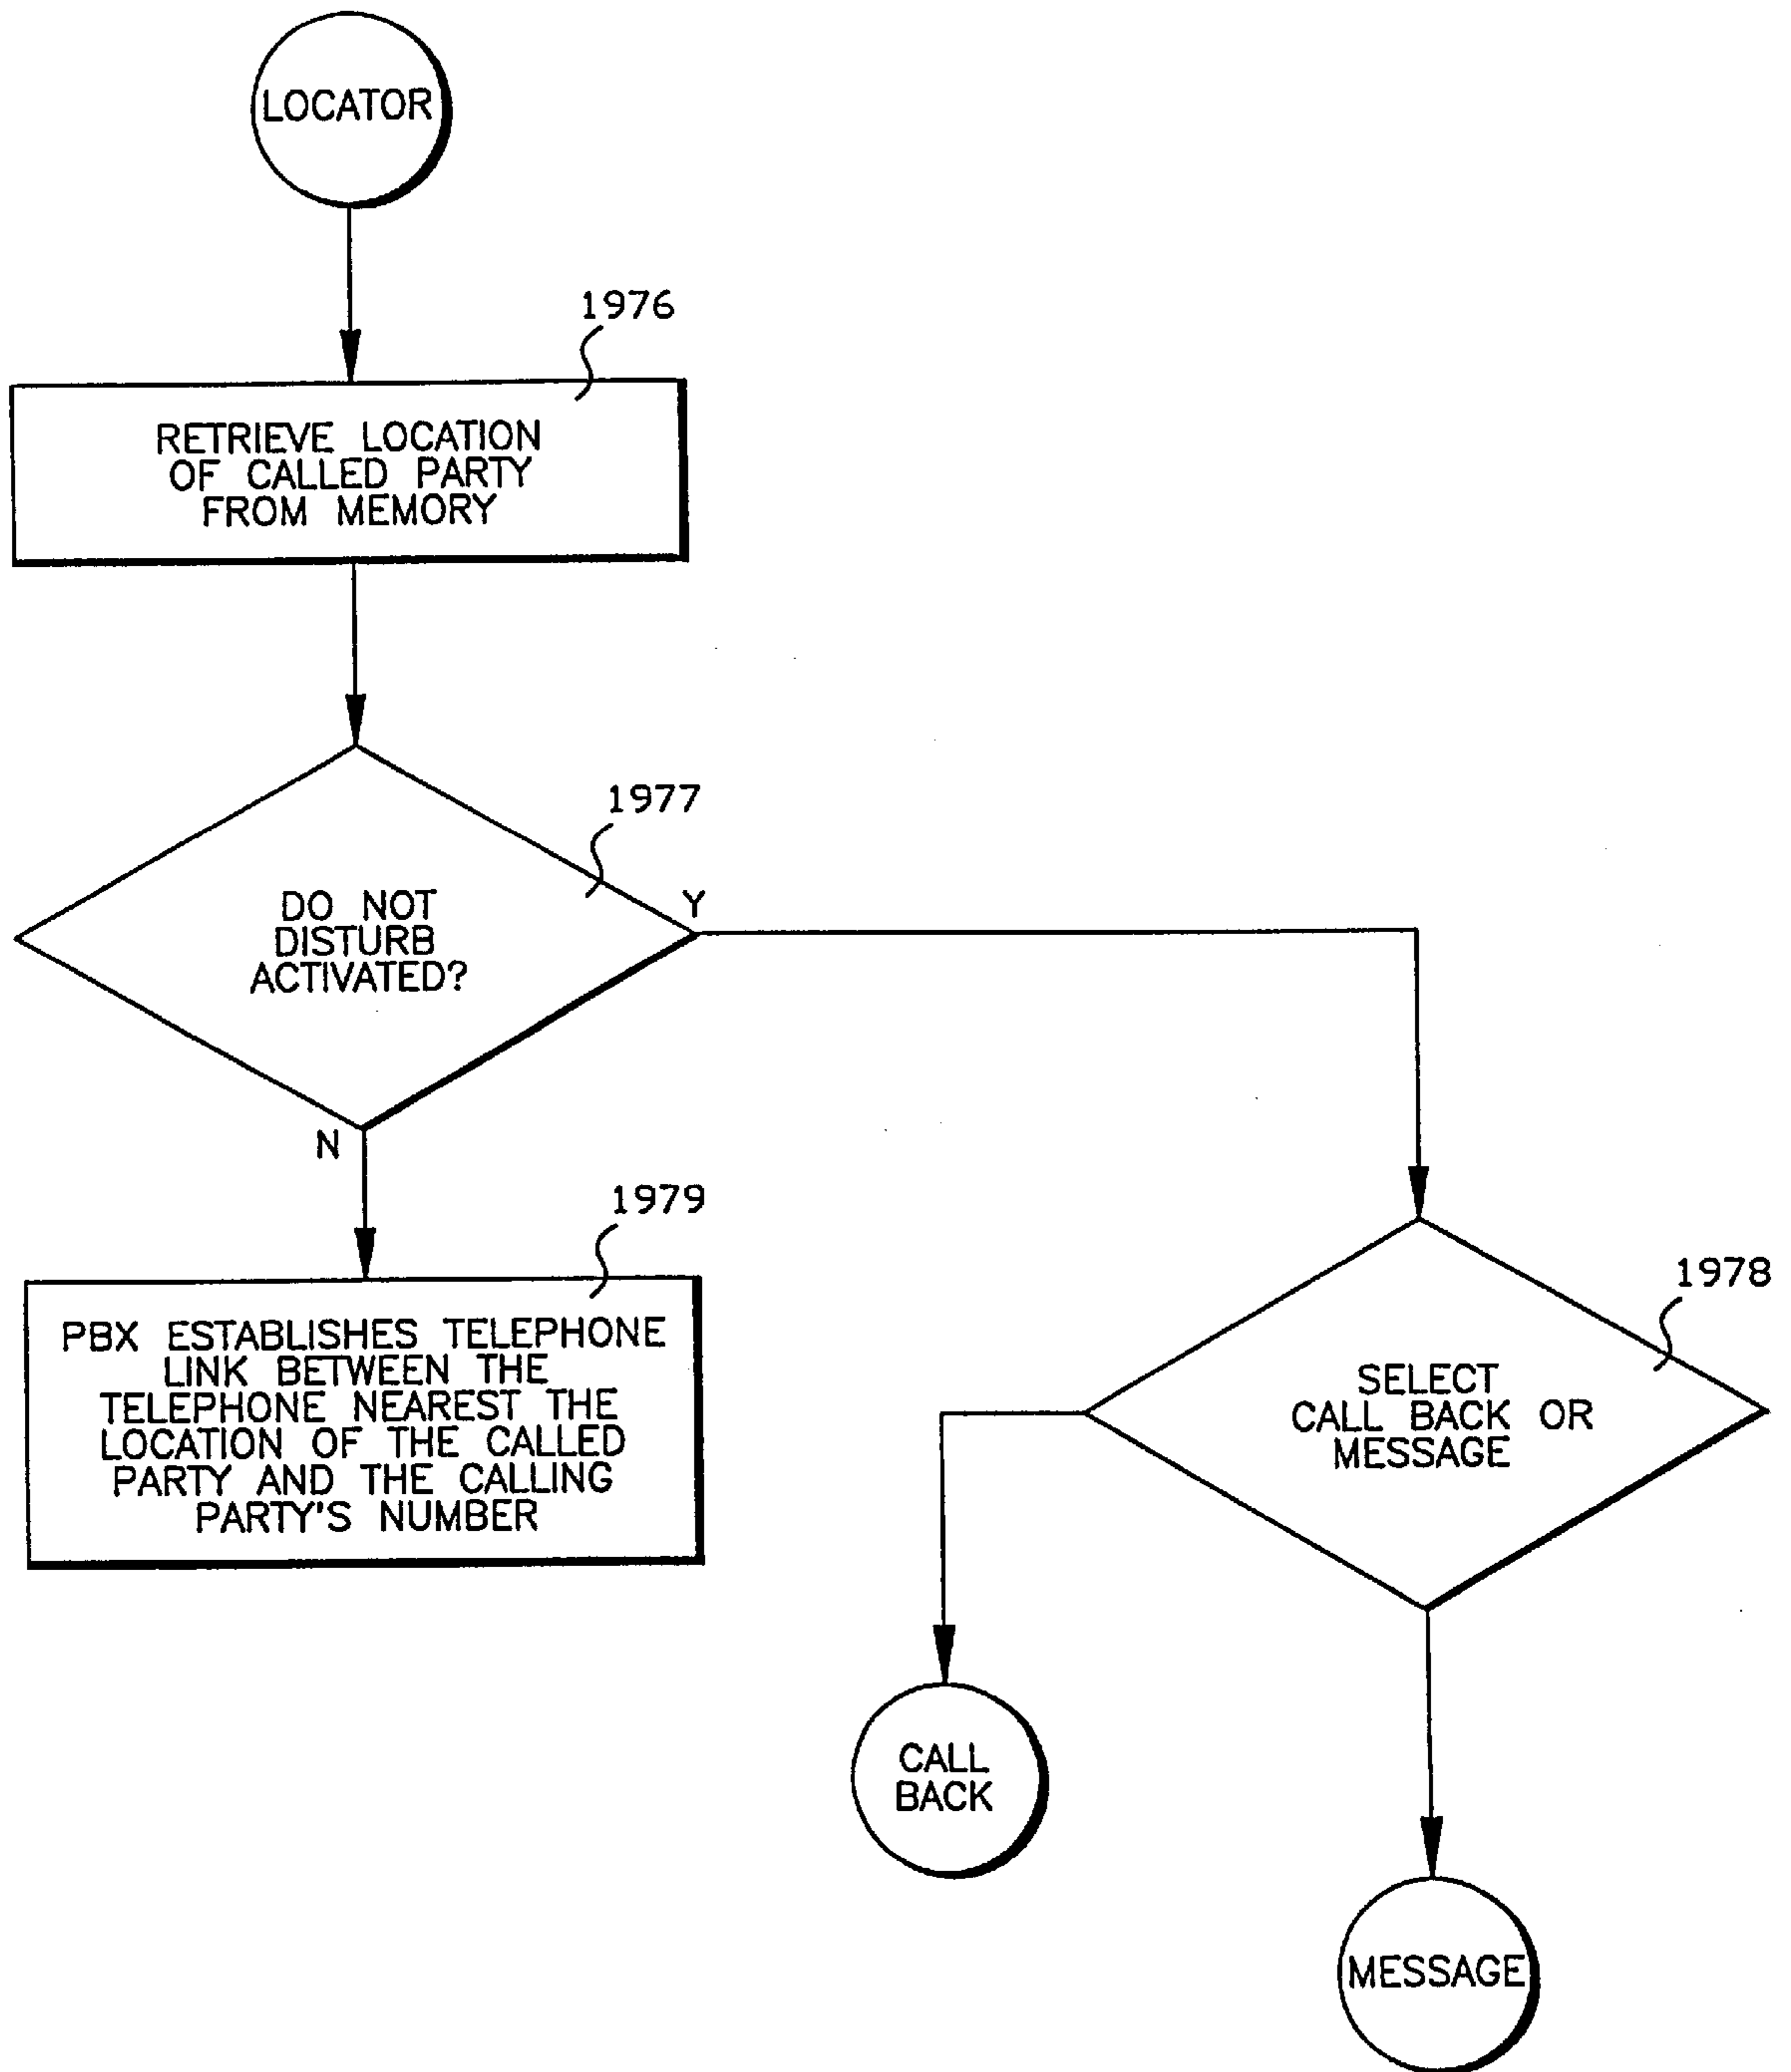 LOCATOR
1976
RETRIEVE LOCATION
OF CALLED PARTY
FROM MEMORY
1977
DO NOT
DISTURB
ACTIVATED?
Y
N
1979
PBX ESTABLISHES TELEPHONE
LINK BETWEEN THE
TELEPHONE NEAREST THE
LOCATION OF THE CALLED
PARTY AND THE CALLING
PARTY'S NUMBER
1978
SELECT
CALL BACK OR
MESSAGE
CALL
BACK
MESSAGE